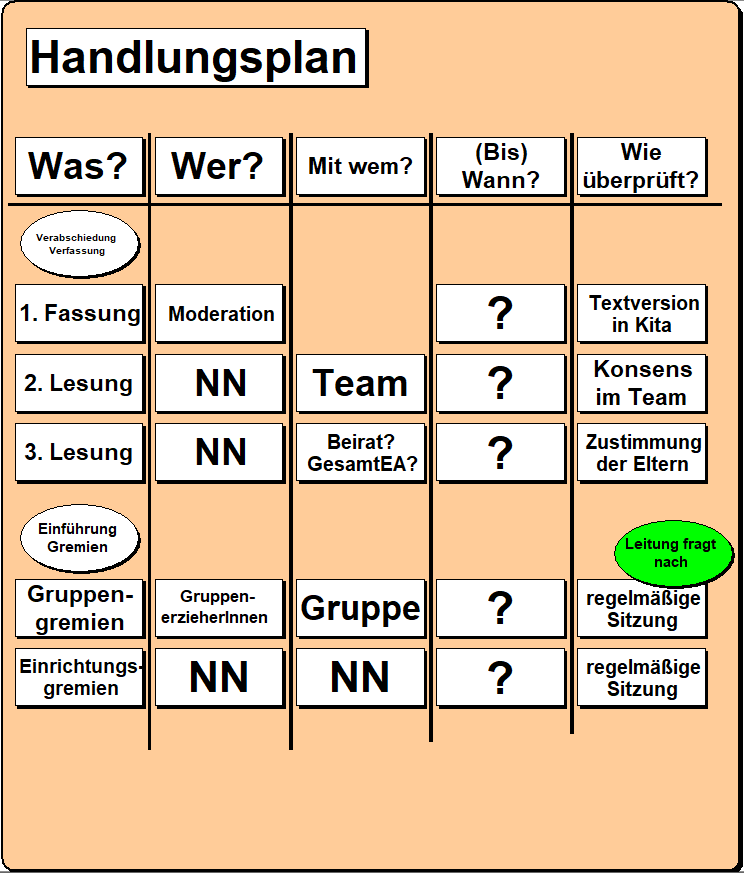 Handlungsplan
Was?
Wer?
Mit wem?
(Bis)
Wann?
Wie
überprüft?
Verabschiedung
Verfassung
1. Fassung
Moderation
?
Textversion
in Kita
2. Lesung
NN
Team
?
Konsens
im Team
3. Lesung
NN
Beirat?
GesamtEA?
?
Zustimmung
der Eltern
Einführung
Gremien
Leitung fragt
nach
Gruppen-
gremien
Gruppen-
erzieherInnen
Gruppe
?
regelmäßige
Sitzung
Einrichtungs-
gremien
NN
NN
?
regelmäßige
Sitzung